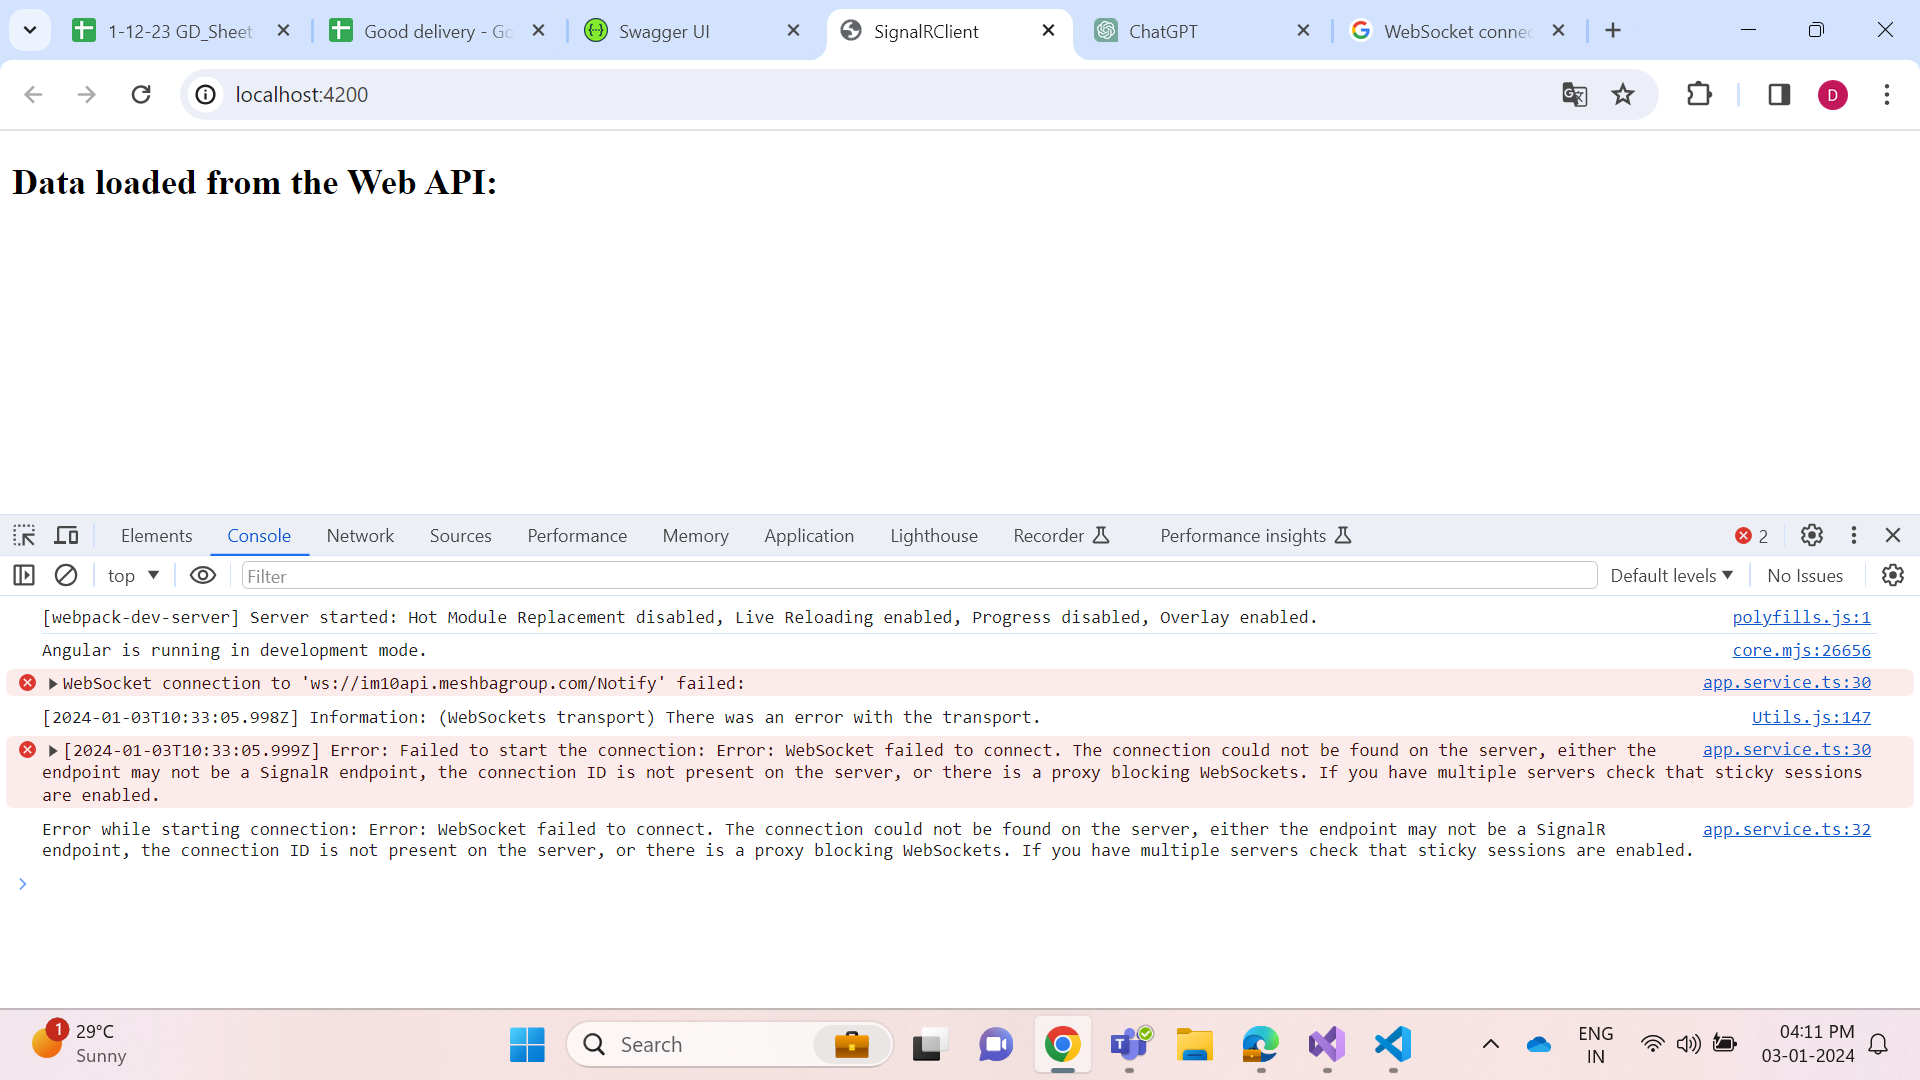 1-12-23 GD_Sheet
Good delivery - Go
Swagger UI
SignalRClient
ChatGPT
WebSocket connec
localhost:4200
D
Data loaded from the Web API:
Elements
Console
Network
Sources
Performance
Memory
Application
Lighthouse
Recorder
Performance insights
2
top
Filter
Default levels
No Issues
[webpack-dev-server] Server started: Hot Module Replacement disabled, Live Reloading enabled, Progress disabled, Overlay enabled.
polyfills.js:1
Angular is running in development mode.
core.mjs:26656
WebSocket connection to 'ws://im10api.meshbagroup.com/Notify' failed:
app.service.ts:30
[2024-01-03T10:33:05.998Z] Information: (WebSockets transport) There was an error with the transport.
Utils.js:147
[2024-01-03T10:33:05.999Z] Error: Failed to start the connection: Error: WebSocket failed to connect. The connection could not be found on the server, either the
app.service.ts:30
endpoint may not be a SignalR endpoint, the connection ID is not present on the server, or there is a proxy blocking WebSockets. If you have multiple servers check that sticky sessions
are enabled.
Error while starting connection: Error: WebSocket failed to connect. The connection could not be found on the server, either the endpoint may not be a SignalR
app.service.ts:32
endpoint, the connection ID is not present on the server, or there is a proxy blocking WebSockets. If you have multiple servers check that sticky sessions are enabled.
1
29°C
Sunny
Search
ENG
IN
04:11 PM
03-01-2024